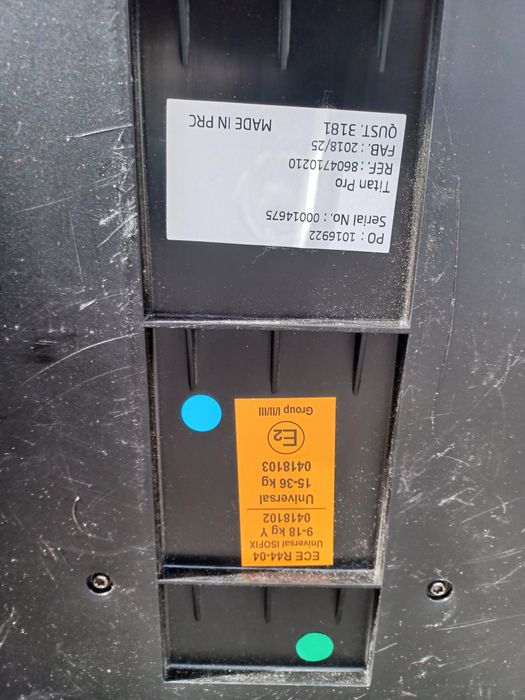 PO : 1016922
Serial No. : 00014675
Titan Pro
REF. : 8604710210
FAB. : 2018/25
QUST. 3181 MADE IN PRC
ECE R44-04
Universal ISOFIX
9-18 kg Y
0418102
Universal
15-36 kg
0418103
E2
Group I/II/III